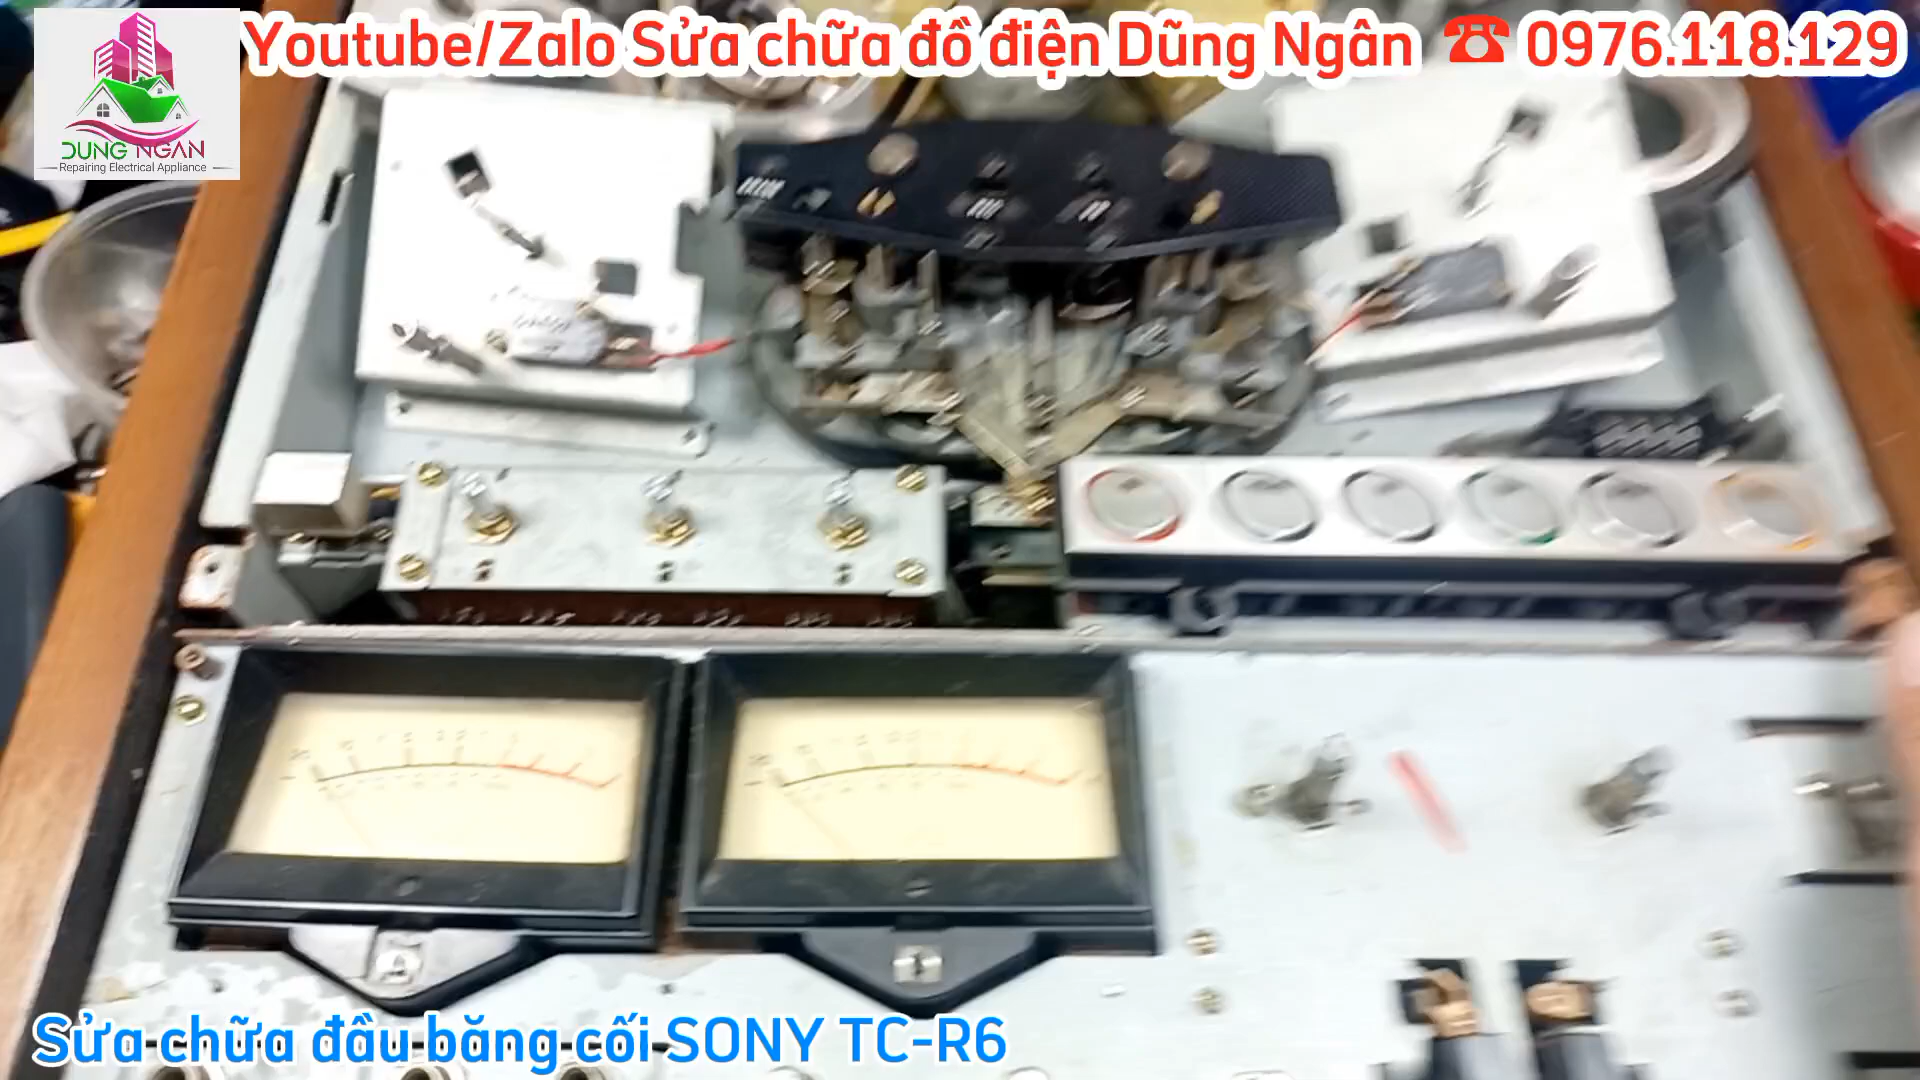 Youtube/Zalo Sửa chữa đồ điện Dũng Ngân ☎ 0976.118.129
DUNG NGAN
Repairing Electrical Appliance
Sửa chữa đầu băng cối SONY TC-R6